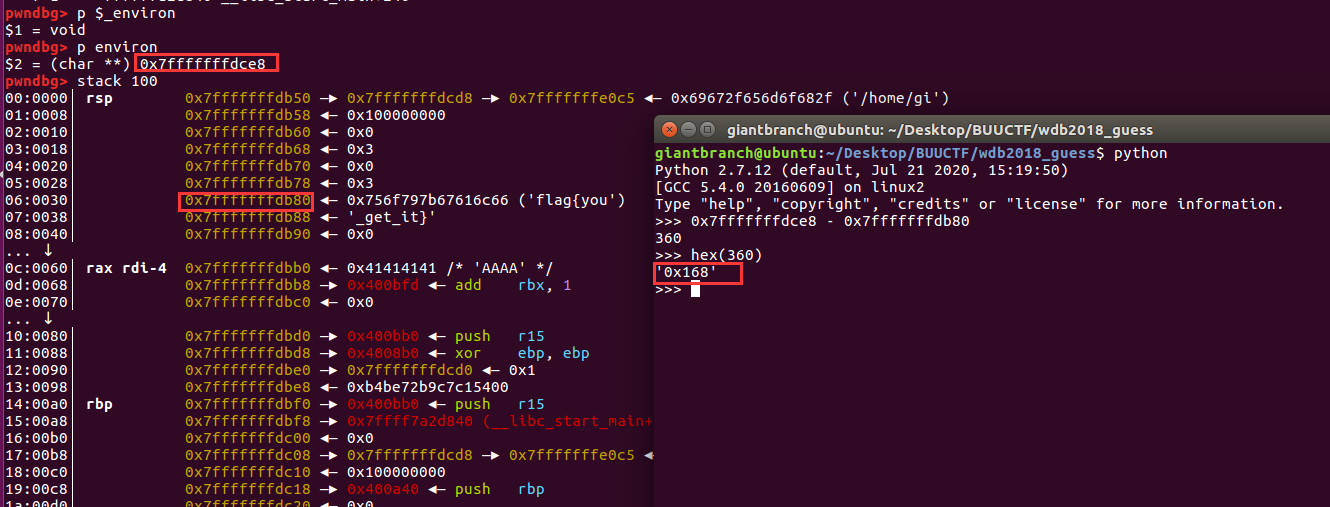 pwndbg> p $_environ
$1 = void
pwndbg> p environ
$2 = (char **) 0x7fffffffdce8
pwndbg> stack 100
00:0000│ rsp 0x7fffffffdb50 —▸ 0x7fffffffdcd8 —▸ 0x7fffffffe0c5 ◂— 0x69672f656d6f682f ('/home/gi')
01:0008│ 0x7fffffffdb58 ◂— 0x100000000
02:0010│ 0x7fffffffdb60 ◂— 0x0
03:0018│ 0x7fffffffdb68 ◂— 0x3
04:0020│ 0x7fffffffdb70 ◂— 0x0
05:0028│ 0x7fffffffdb78 ◂— 0x3
06:0030│ 0x7fffffffdb80 ◂— 0x756f797b67616c66 ('flag{you')
07:0038│ 0x7fffffffdb88 ◂— '_get_it}'
08:0040│ 0x7fffffffdb90 ◂— 0x0
... ↓
0c:0060│ rax rdi-4 0x7fffffffdbb0 ◂— 0x41414141 /* 'AAAA' */
0d:0068│ 0x7fffffffdbb8 —▸ 0x400bfd ◂— add rbx, 1
0e:0070│ 0x7fffffffdbc0 ◂— 0x0
... ↓
10:0080│ 0x7fffffffdbd0 —▸ 0x400bb0 ◂— push r15
11:0088│ 0x7fffffffdbd8 —▸ 0x4008b0 ◂— xor ebp, ebp
12:0090│ 0x7fffffffdbe0 —▸ 0x7fffffffdcd0 ◂— 0x1
13:0098│ 0x7fffffffdbe8 ◂— 0xb4be72b9c7c15400
14:00a0│ rbp 0x7fffffffdbf0 —▸ 0x400bb0 ◂— push r15
15:00a8│ 0x7fffffffdbf8 —▸ 0x7ffff7a2d840 (__libc_start_main+
16:00b0│ 0x7fffffffdc00 ◂— 0x0
17:00b8│ 0x7fffffffdc08 —▸ 0x7fffffffdcd8 —▸ 0x7fffffffe0c5 ◂—
18:00c0│ 0x7fffffffdc10 ◂— 0x100000000
19:00c8│ 0x7fffffffdc18 —▸ 0x400a40 ◂— push rbp
giantbranch@ubuntu: ~/Desktop/BUUCTF/wdb2018_guess
giantbranch@ubuntu:~/Desktop/BUUCTF/wdb2018_guess$ python
Python 2.7.12 (default, Jul 21 2020, 15:19:50)
[GCC 5.4.0 20160609] on linux2
Type "help", "copyright", "credits" or "license" for more information.
>>> 0x7fffffffdce8 - 0x7fffffffdb80
360
>>> hex(360)
'0x168'
>>>